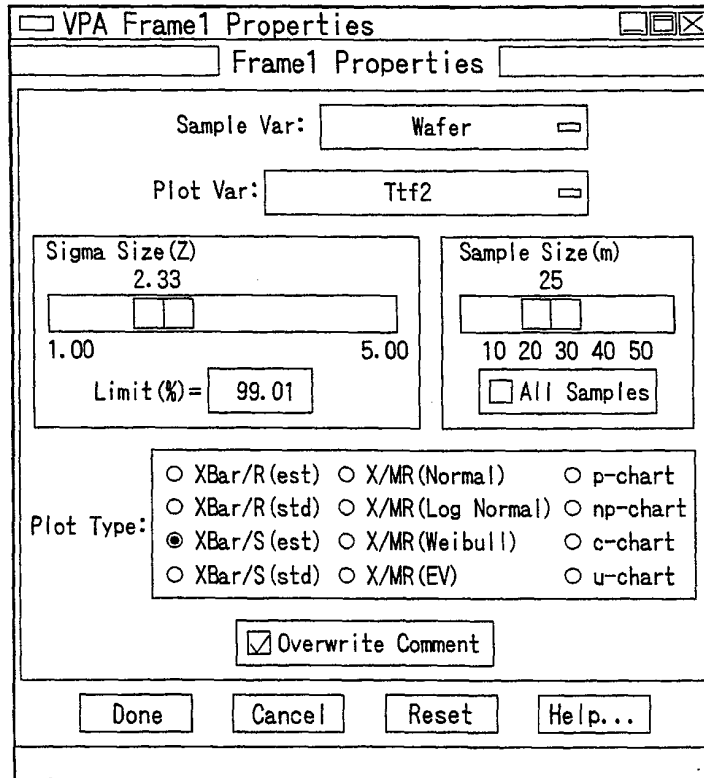 VPA Frame1 Properties
Frame1 Properties
Sample Var: Wafer
Plot Var: Ttf2
Sigma Size(Z)
2.33
1.00 5.00
Limit(%)= 99.01
Sample Size(m)
25
10 20 30 40 50
All Samples
Plot Type:
XBar/R(est) X/MR(Normal) p-chart
XBar/R(std) X/MR(Log Normal) np-chart
XBar/S(est) X/MR(Weibull) c-chart
XBar/S(std) X/MR(EV) u-chart
Overwrite Comment
Done Cancel Reset Help...